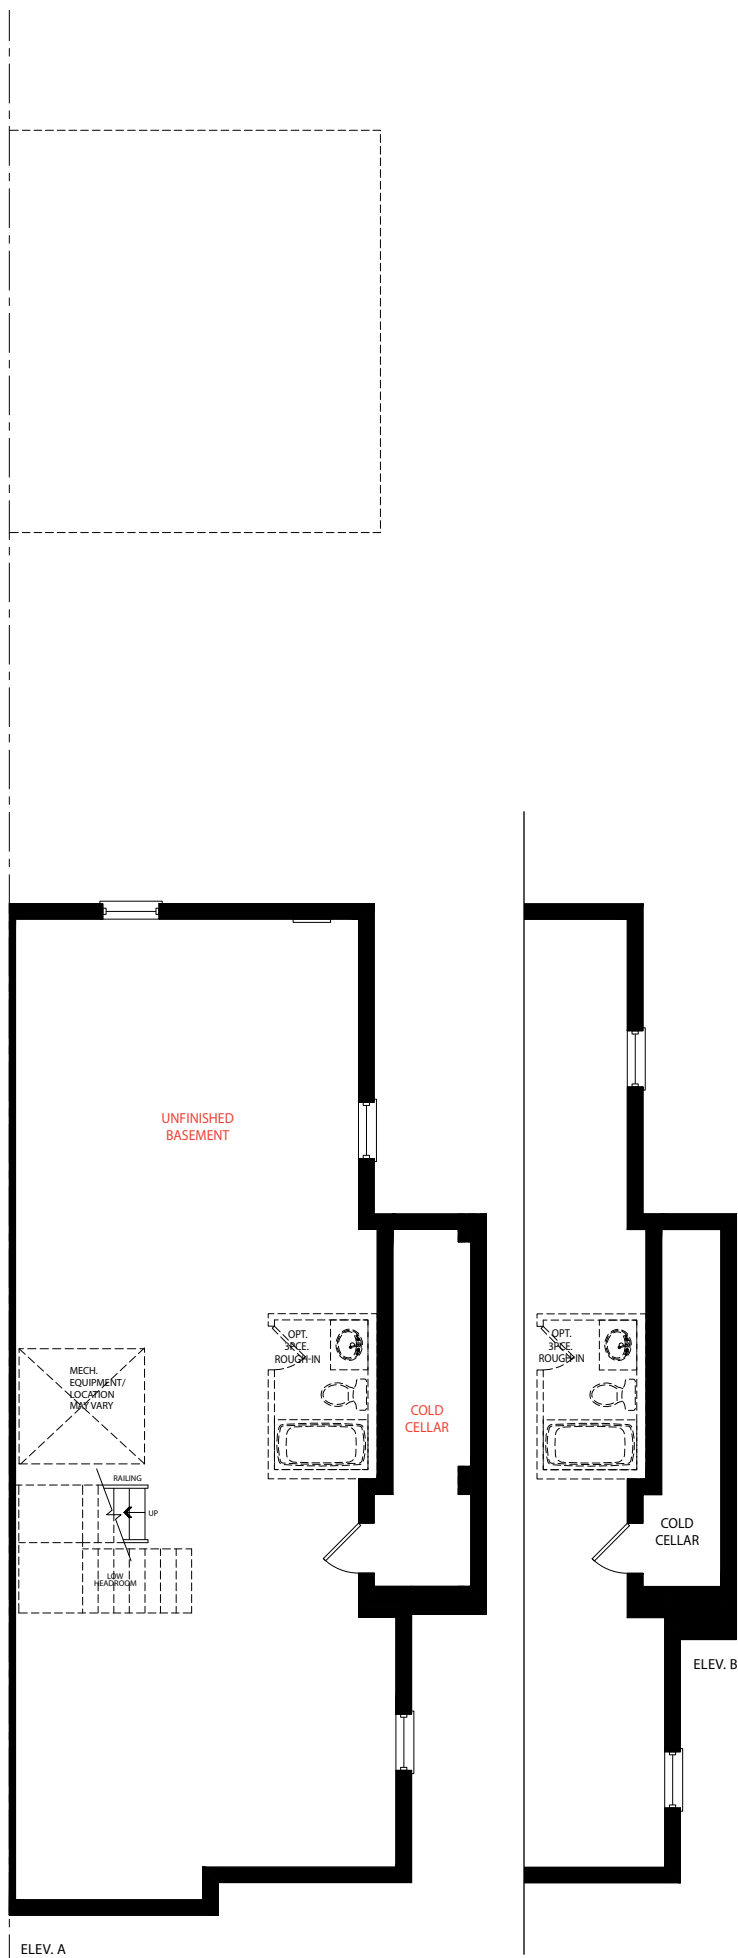 UNFINISHED
BASEMENT
OPT.
3PCE.
ROUGH-IN
MECH.
EQUIPMENT/
LOCATION
MAY VARY
COLD
CELLAR
RAILING
UP
LOW
HEADROOM
ELEV. A
OPT.
3PCE.
ROUGH-IN
COLD
CELLAR
ELEV. B